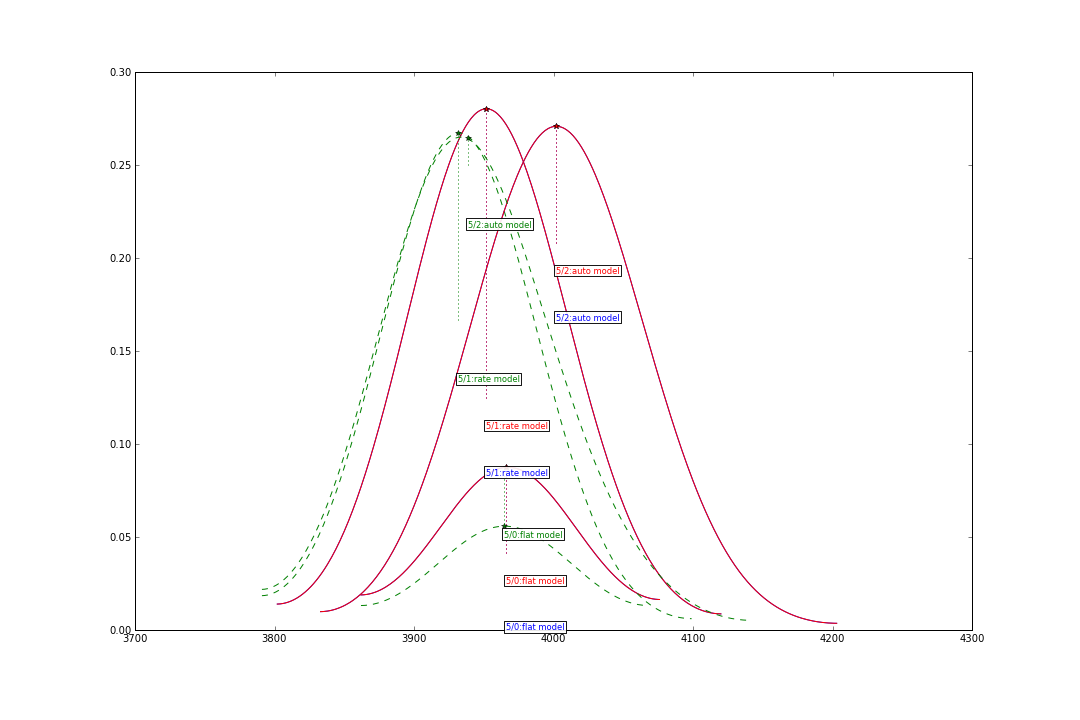 0.30
0.25
0.20
0.15
0.10
0.05
0.00
5/2:auto model
5/2:auto model
5/2:auto model
5/1:rate model
5/1:rate model
5/1:rate model
5/0:flat model
5/0:flat model
5/0:flat model
3700 3800 3900 4000 4100 4200 4300